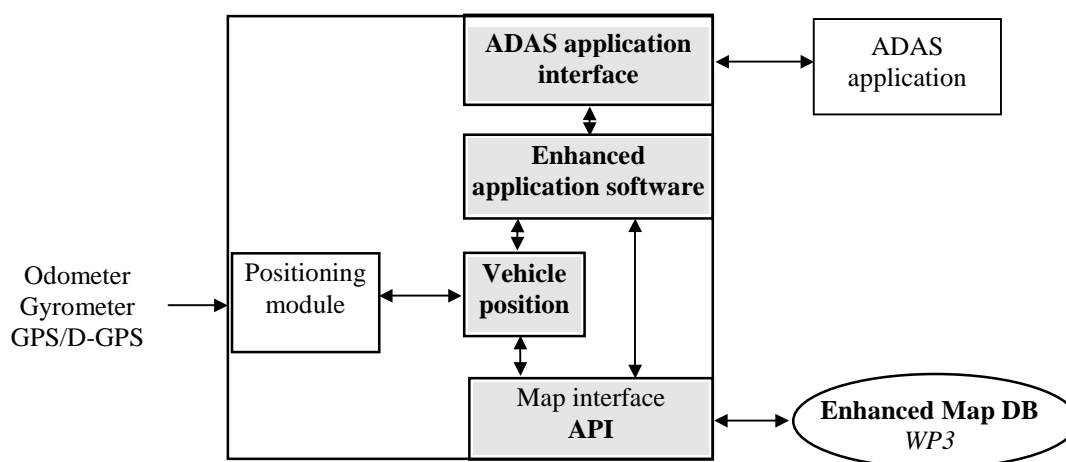 ADAS application
interface
ADAS
application
Enhanced
application software
Odometer
Gyrometer
GPS/D-GPS
Positioning
module
Vehicle
position
Map interface
API
Enhanced Map DB
WP3